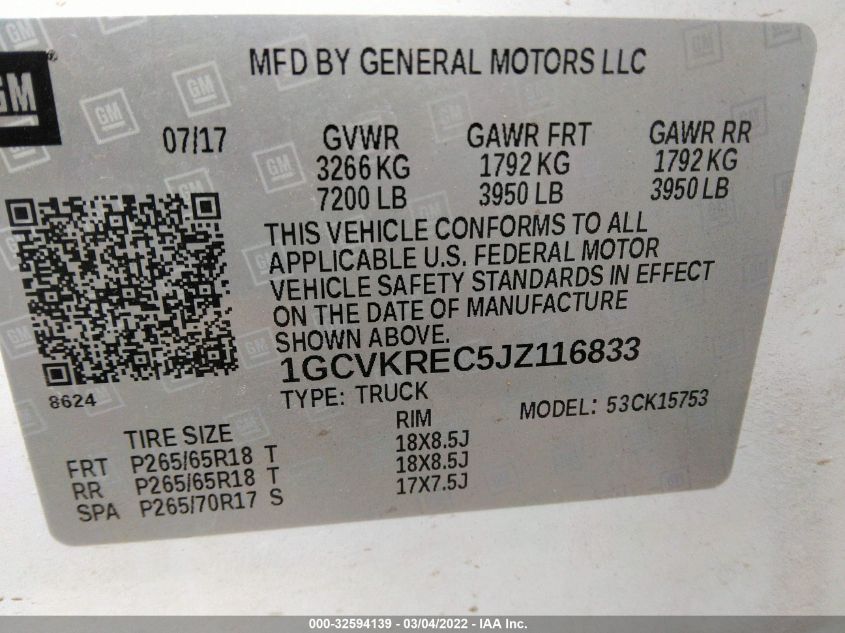 GM
MFD BY GENERAL MOTORS LLC
07/17 GVWR GAWR FRT GAWR RR
3266 KG 1792 KG 1792 KG
7200 LB 3950 LB 3950 LB
THIS VEHICLE CONFORMS TO ALL
APPLICABLE U.S. FEDERAL MOTOR
VEHICLE SAFETY STANDARDS IN EFFECT
ON THE DATE OF MANUFACTURE
SHOWN ABOVE.
1GCVKREC5JZ116833
8624
TYPE: TRUCK MODEL: 53CK15753
TIRE SIZE RIM
FRT P265/65R18 T 18X8.5J
RR P265/65R18 T 18X8.5J
SPA P265/70R17 S 17X7.5J
000-32594139 - 03/04/2022 - IAA Inc.